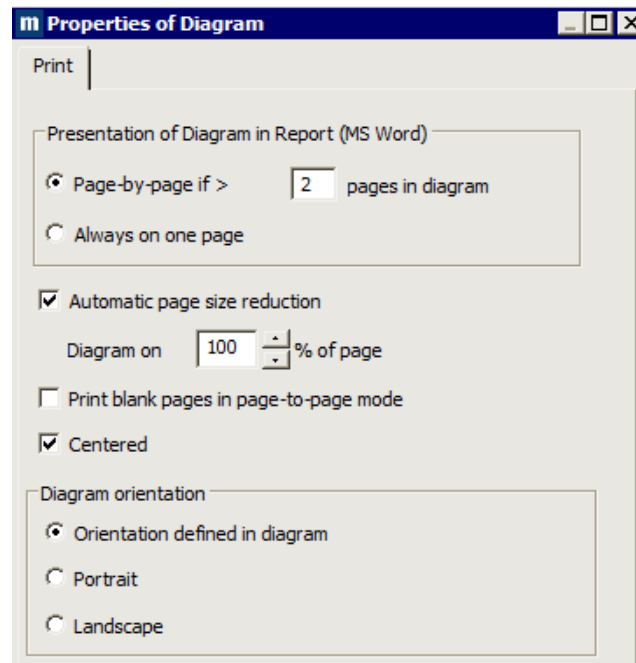 m Properties of Diagram
Print
Presentation of Diagram in Report (MS Word)
Page-by-page if > 2 pages in diagram
Always on one page
Automatic page size reduction
Diagram on 100 % of page
Print blank pages in page-to-page mode
Centered
Diagram orientation
Orientation defined in diagram
Portrait
Landscape